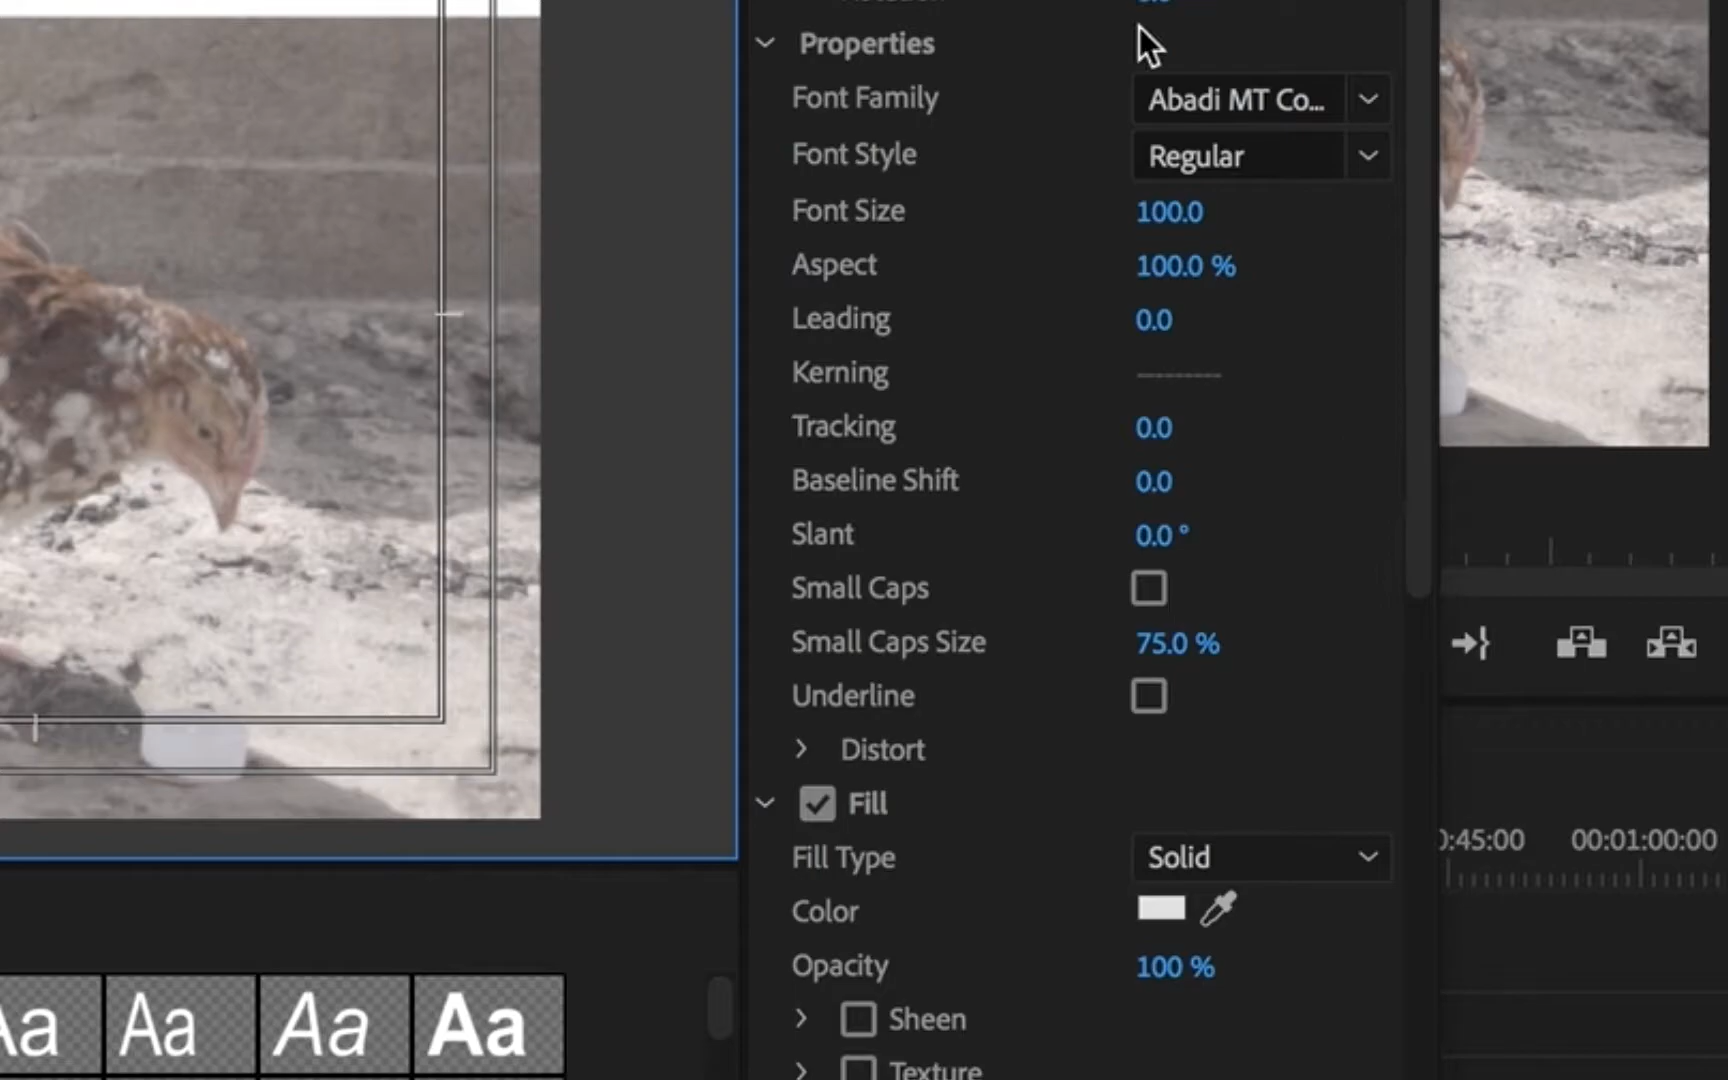 Properties
Font Family Abadi MT Co...
Font Style Regular
Font Size 100.0
Aspect 100.0 %
Leading 0.0
Kerning ---------
Tracking 0.0
Baseline Shift 0.0
Slant 0.0 °
Small Caps
Small Caps Size 75.0 %
Underline
Distort
Fill
Fill Type Solid
0:45:00 00:01:00:00
Color
Opacity 100 %
Aa Aa Aa Aa
Sheen
Texture